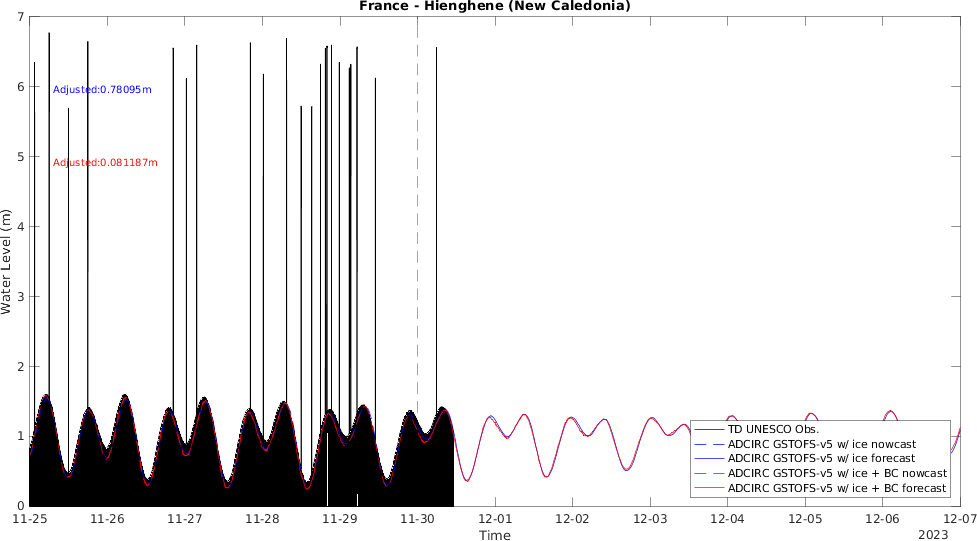 France - Hienghene (New Caledonia)
7
6
5
4
3
2
1
0
Water Level (m)
Adjusted:0.78095m
Adjusted:0.081187m
TD UNESCO Obs.
ADCIRC GSTOFS-v5 w/ ice nowcast
ADCIRC GSTOFS-v5 w/ ice forecast
ADCIRC GSTOFS-v5 w/ ice + BC nowcast
ADCIRC GSTOFS-v5 w/ ice + BC forecast
11-25 11-26 11-27 11-28 11-29 11-30 12-01 12-02 12-03 12-04 12-05 12-06 12-07
Time
2023